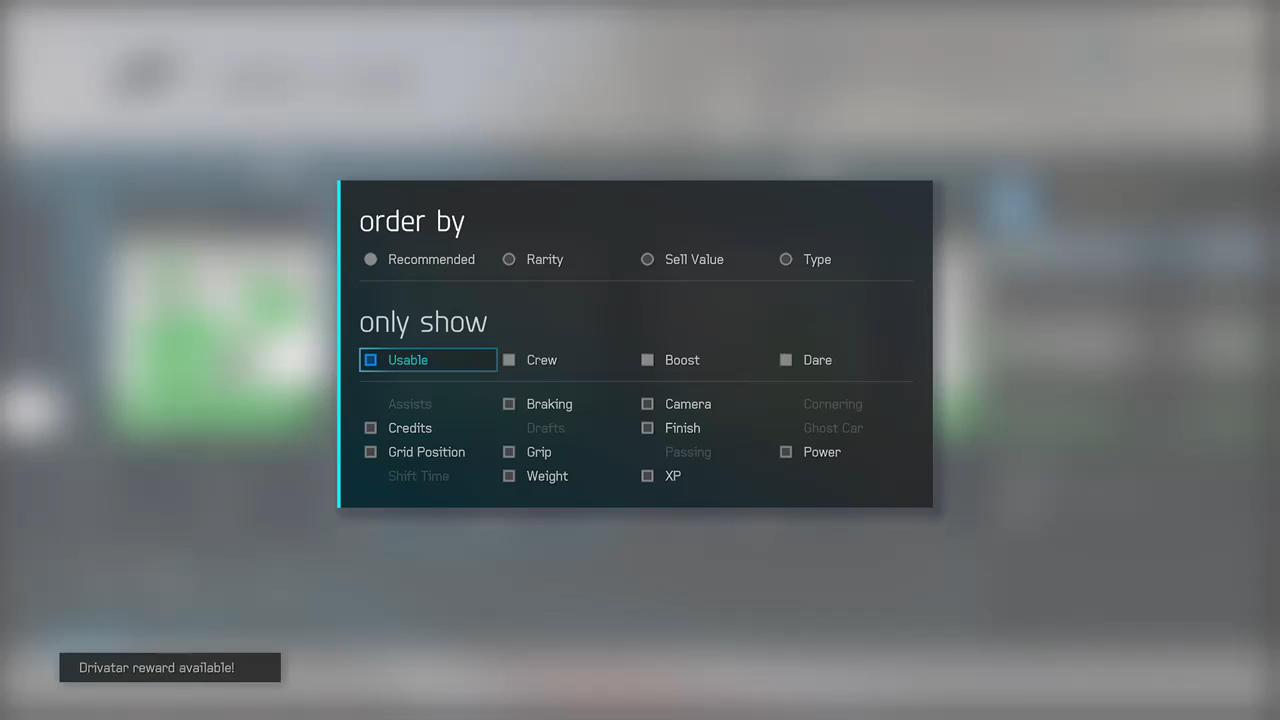 order by
Recommended Rarity Sell Value Type
only show
Usable Crew Boost Dare
Assists Braking Camera Cornering
Credits Drafts Finish Ghost Car
Grid Position Grip Passing Power
Shift Time Weight XP
Drivatar reward available!